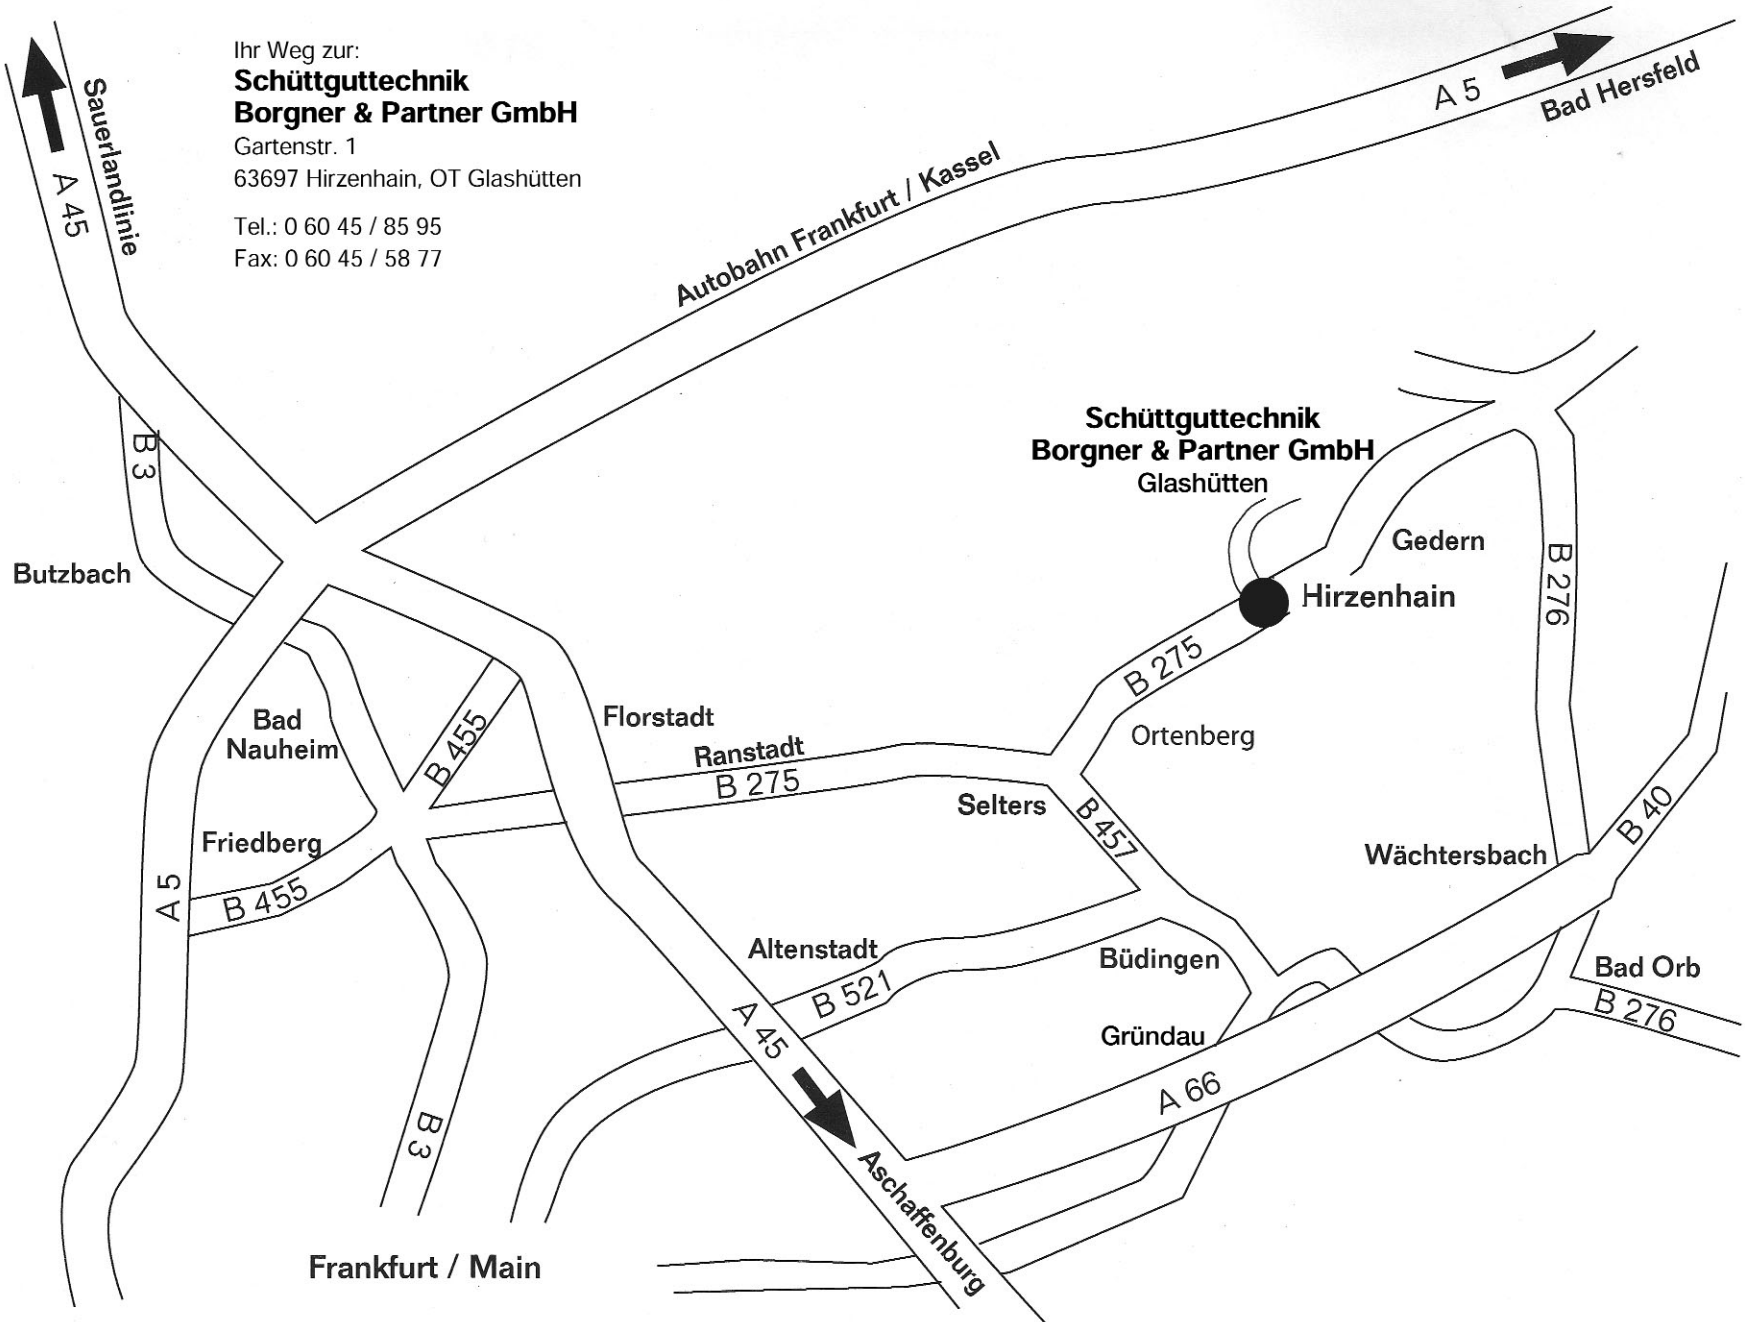 Ihr Weg zur:
Schüttguttechnik
Borgner & Partner GmbH
Gartenstr. 1
63697 Hirzenhain, OT Glashütten
Tel.: 0 60 45 / 85 95
Fax: 0 60 45 / 58 77
Sauerlandlinie
A 45
A 5
Bad Hersfeld
Autobahn Frankfurt / Kassel
B 3
Butzbach
Schüttguttechnik
Borgner & Partner GmbH
Glashütten
Gedern
Hirzenhain
B 276
B 275
Ortenberg
Bad
Nauheim
B 455
Florstadt
Ranstadt
B 275
Selters
B 457
Friedberg
B 455
A 5
Wächtersbach
B 40
Altenstadt
B 521
Büdingen
Bad Orb
B 276
Gründau
A 45
A 66
B 3
Aschaffenburg
Frankfurt / Main